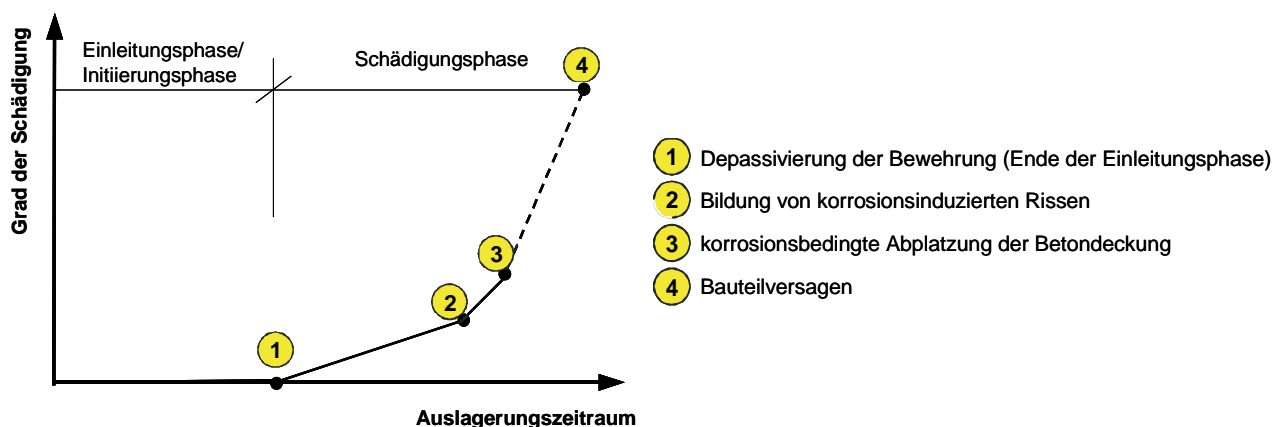 Grad der Schädigung
Einleitungsphase/
Initiierungsphase
Schädigungsphase
4
3
2
1
Auslagerungszeitraum
1 Depassivierung der Bewehrung (Ende der Einleitungsphase)
2 Bildung von korrosionsinduzierten Rissen
3 korrosionsbedingte Abplatzung der Betondeckung
4 Bauteilversagen